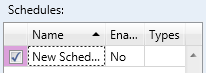 Schedules:
Name Ena... Types
New Sched... No